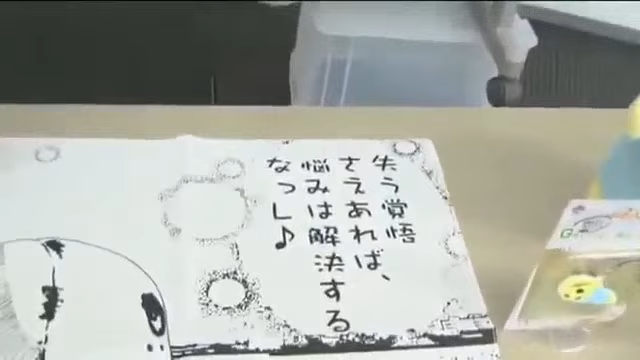 失う覚悟
さえあれば、
悩みは解決する
なっし♪